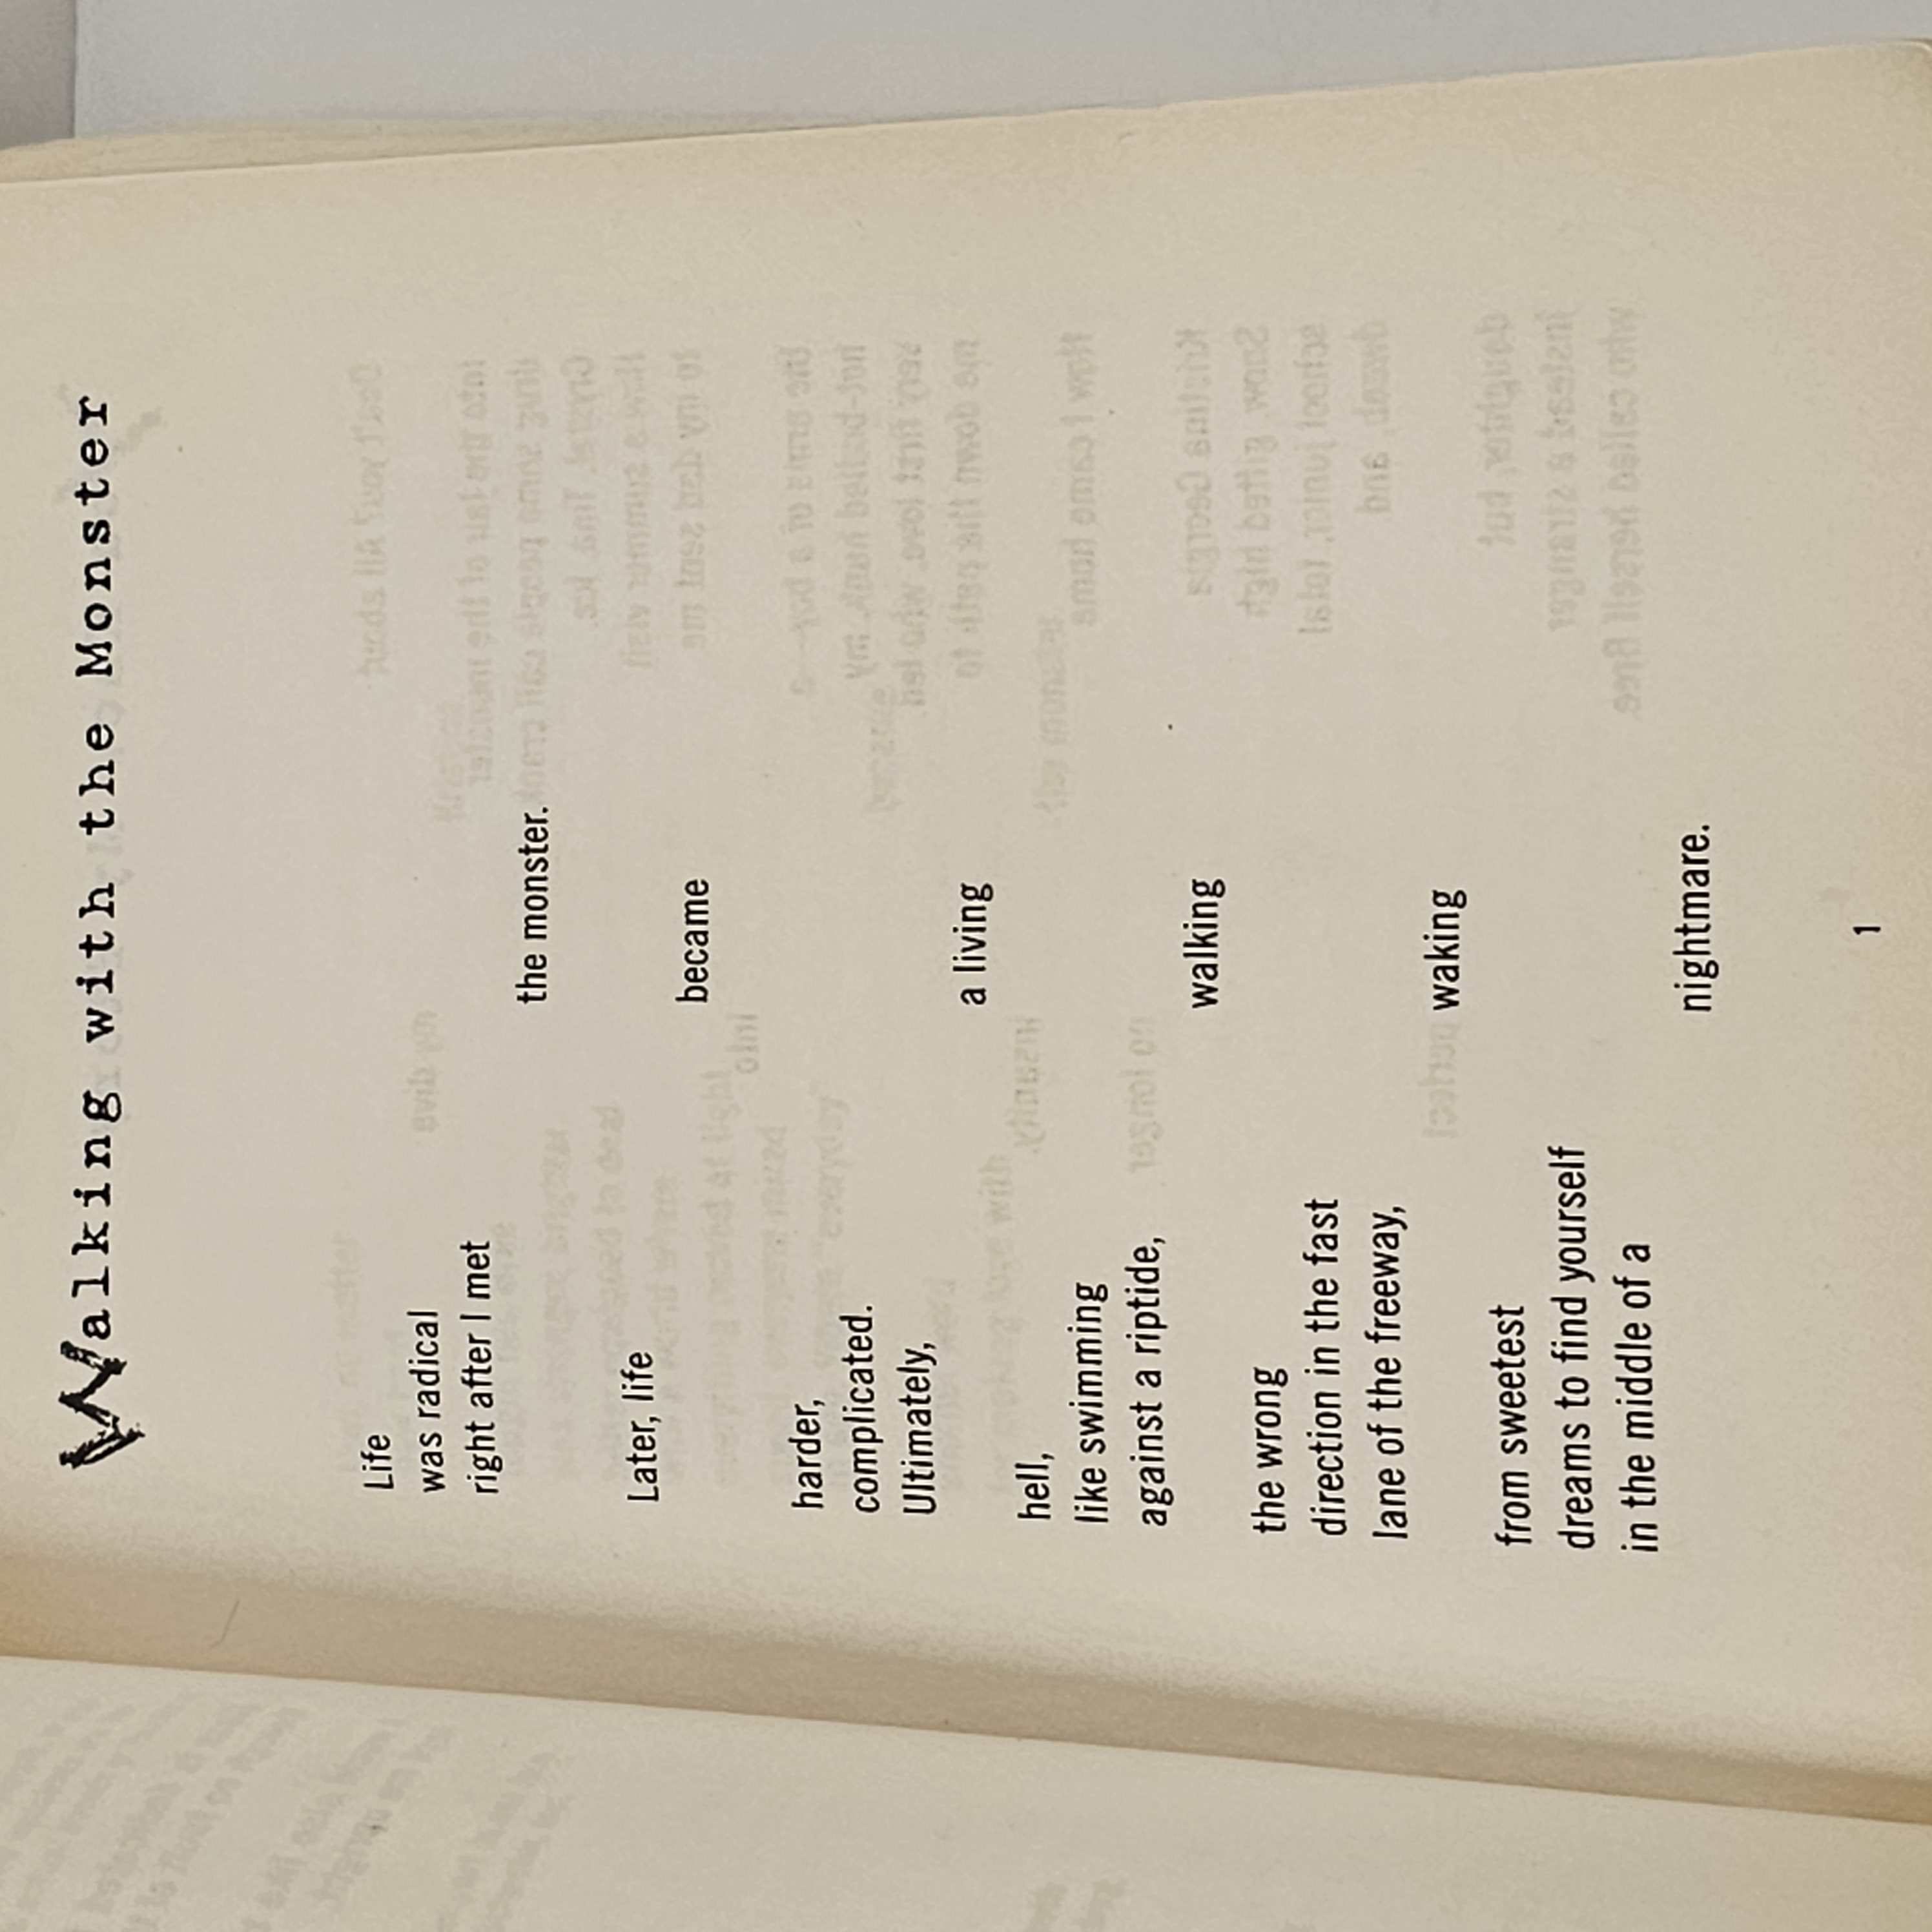 Walking with the Monster
Life
was radical
right after I met
the monster.
Later, life
became
harder,
complicated.
Ultimately,
a living
hell,
like swimming
against a riptide,
walking
the wrong
direction in the fast
lane of the freeway,
waking
from sweetest
dreams to find yourself
in the middle of a
nightmare.
1